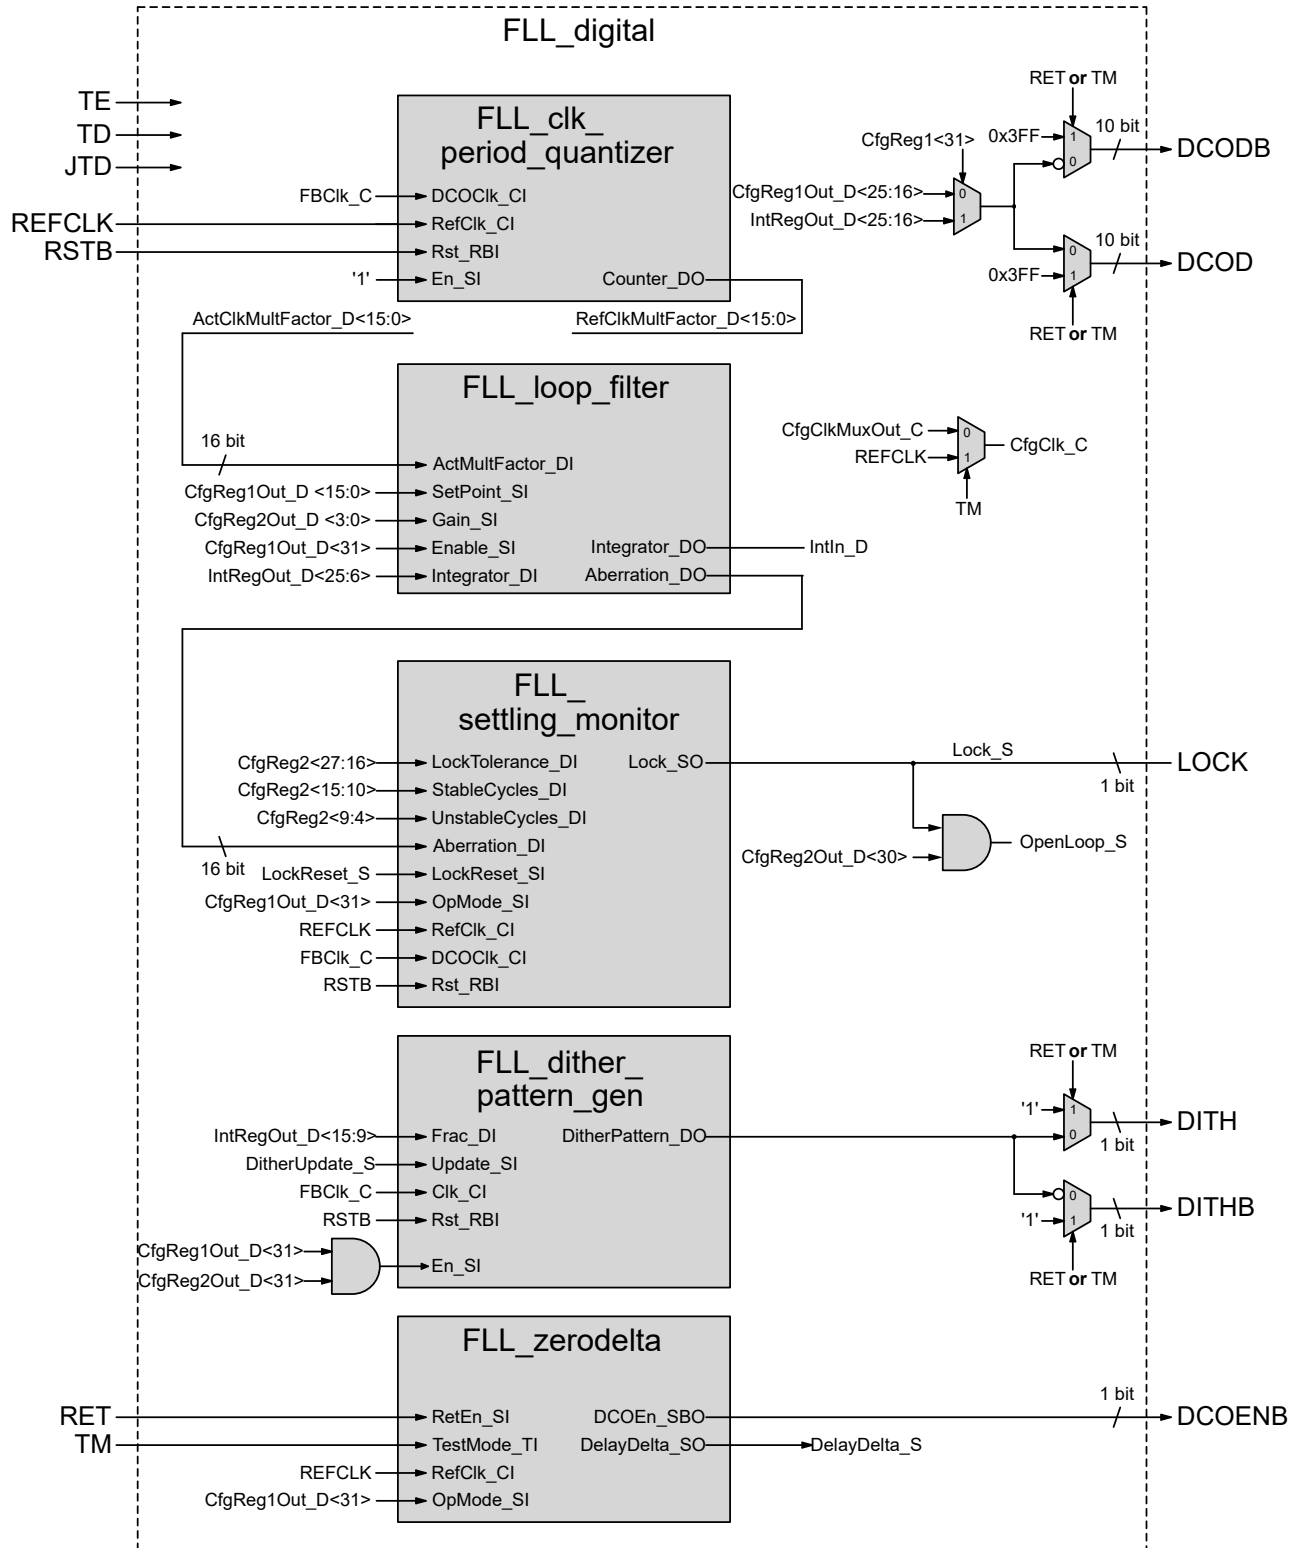 FLL_digital
TE
TD
JTD
REFCLK
RSTB
FLL_clk_
period_quantizer
FBClk_C
DCOClk_CI
RefClk_CI
Rst_RBI
'1'
En_SI
Counter_DO
RET or TM
CfgReg1<31>
0x3FF
1
0
10 bit
DCODB
CfgReg1Out_D<25:16>
0
IntRegOut_D<25:16>
1
0
10 bit
DCOD
0x3FF
1
RET or TM
ActClkMultFactor_D<15:0>
RefClkMultFactor_D<15:0>
FLL_loop_filter
16 bit
ActMultFactor_DI
CfgReg1Out_D <15:0>
SetPoint_SI
CfgReg2Out_D <3:0>
Gain_SI
CfgReg1Out_D<31>
Enable_SI
Integrator_DO
IntIn_D
IntRegOut_D<25:6>
Integrator_DI
Aberration_DO
CfgClkMuxOut_C
0
REFCLK
1
CfgClk_C
TM
FLL_
settling_monitor
CfgReg2<27:16>
LockTolerance_DI
Lock_SO
Lock_S
1 bit
LOCK
CfgReg2<15:10>
StableCycles_DI
CfgReg2<9:4>
UnstableCycles_DI
Aberration_DI
16 bit
LockReset_S
LockReset_SI
CfgReg1Out_D<31>
OpMode_SI
REFCLK
RefClk_CI
FBClk_C
DCOClk_CI
RSTB
Rst_RBI
CfgReg2Out_D<30>
OpenLoop_S
FLL_dither_
pattern_gen
IntRegOut_D<15:9>
Frac_DI
DitherPattern_DO
DitherUpdate_S
Update_SI
FBClk_C
Clk_CI
RSTB
Rst_RBI
CfgReg1Out_D<31>
CfgReg2Out_D<31>
En_SI
RET or TM
'1'
1
0
1 bit
DITH
0
'1'
1
1 bit
DITHB
RET or TM
FLL_zerodelta
RET
RetEn_SI
DCOEn_SBO
1 bit
DCOENB
TM
TestMode_TI
DelayDelta_SO
DelayDelta_S
REFCLK
RefClk_CI
CfgReg1Out_D<31>
OpMode_SI